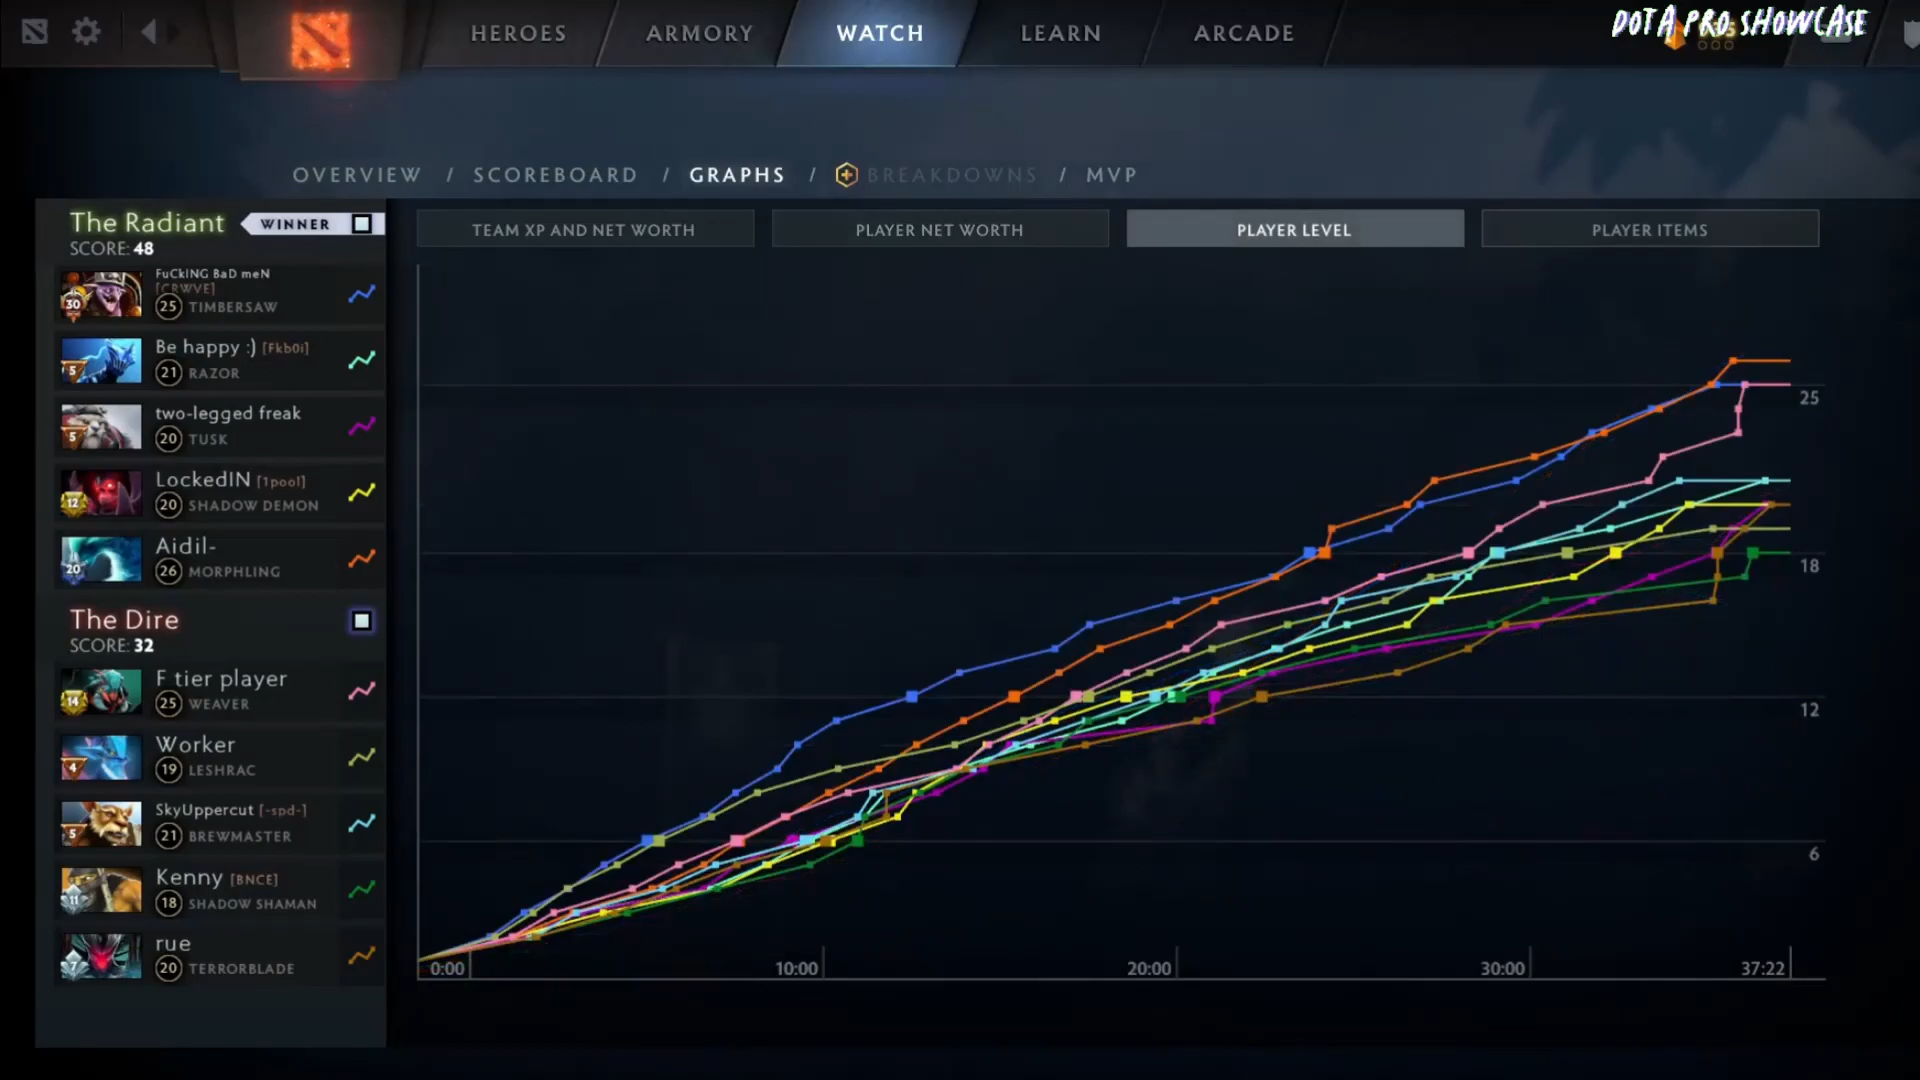 HEROES
ARMORY
WATCH
LEARN
ARCADE
DOTA PRO SHOWCASE
OVERVIEW / SCOREBOARD / GRAPHS / BREAKDOWNS / MVP
The Radiant
WINNER
SCORE: 48
TEAM XP AND NET WORTH
PLAYER NET WORTH
PLAYER LEVEL
PLAYER ITEMS
FuCkING BaD meN
[CRWVE]
30
25 TIMBERSAW
Be happy :) [Fkb0i]
5
21 RAZOR
two-legged freak
5
20 TUSK
LockedIN [1pool]
12
20 SHADOW DEMON
Aidil-
20
26 MORPHLING
The Dire
SCORE: 32
F tier player
14
25 WEAVER
Worker
4
19 LESHRAC
SkyUppercut [-spd-]
5
21 BREWMASTER
Kenny [BNCE]
11
18 SHADOW SHAMAN
rue
7
20 TERRORBLADE
25
18
12
6
0:00
10:00
20:00
30:00
37:22